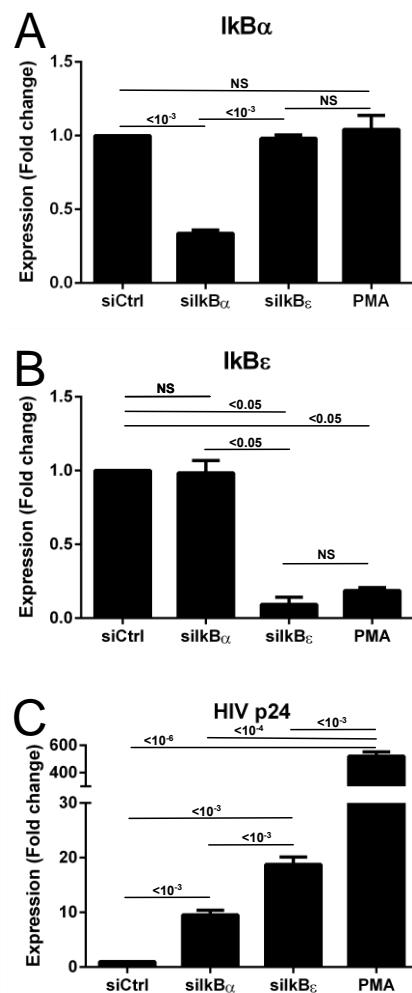 A
IkBα
Expression (Fold change)
1.5
1.0
0.5
0.0
NS
NS
<10⁻³
<10⁻³
siCtrl
siIkBα
siIkBε
PMA
B
IkBε
Expression (Fold change)
1.5
1.0
0.5
0.0
NS
<0.05
<0.05
<0.05
NS
siCtrl
siIkBα
siIkBε
PMA
C
HIV p24
Expression (Fold change)
600
400
30
20
10
0
<10⁻³
<10⁻⁴
<10⁻⁶
<10⁻³
<10⁻³
<10⁻³
siCtrl
siIkBα
siIkBε
PMA